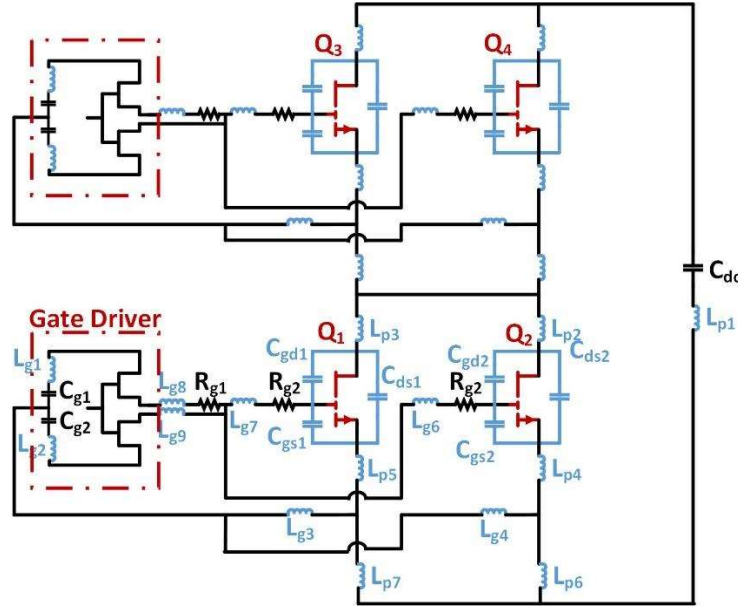 Q3
Q4
Cdc
Lp1
Gate Driver
Q1
Lp3
Q2
Lp2
Lg1
Cg1
Cg2
Lg2
Lg8
Lg9
Rg1
Rg2
Lg7
Cgd1
Cds1
Cgs1
Lg6
Rg2
Cgd2
Cds2
Cgs2
Lp5
Lp4
Lg3
Lg4
Lp7
Lp6